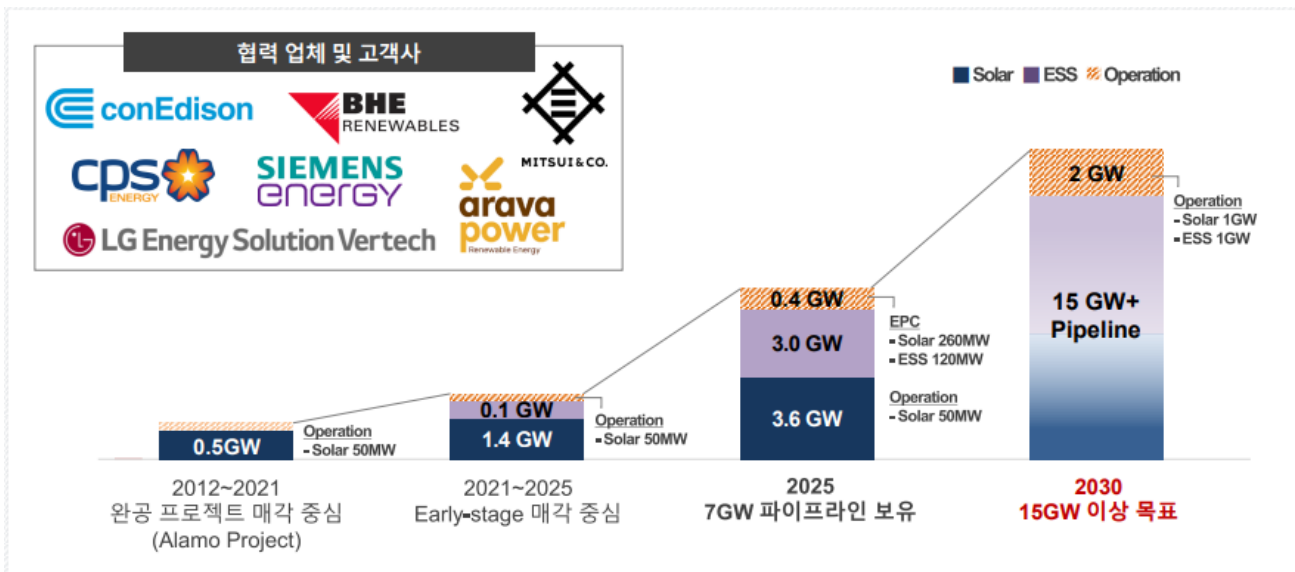 협력 업체 및 고객사
conEdison
BHE
RENEWABLES
MITSUI & CO.
cps
ENERGY
SIEMENS
energy
arava
power
Renewable Energy
LG Energy Solution Vertech
Solar ESS Operation
0.5GW
Operation
- Solar 50MW
0.1 GW
1.4 GW
Operation
- Solar 50MW
0.4 GW
3.0 GW
3.6 GW
EPC
- Solar 260MW
- ESS 120MW
Operation
- Solar 50MW
2 GW
15 GW+
Pipeline
Operation
- Solar 1GW
- ESS 1GW
2012~2021
완공 프로젝트 매각 중심
(Alamo Project)
2021~2025
Early-stage 매각 중심
2025
7GW 파이프라인 보유
2030
15GW 이상 목표